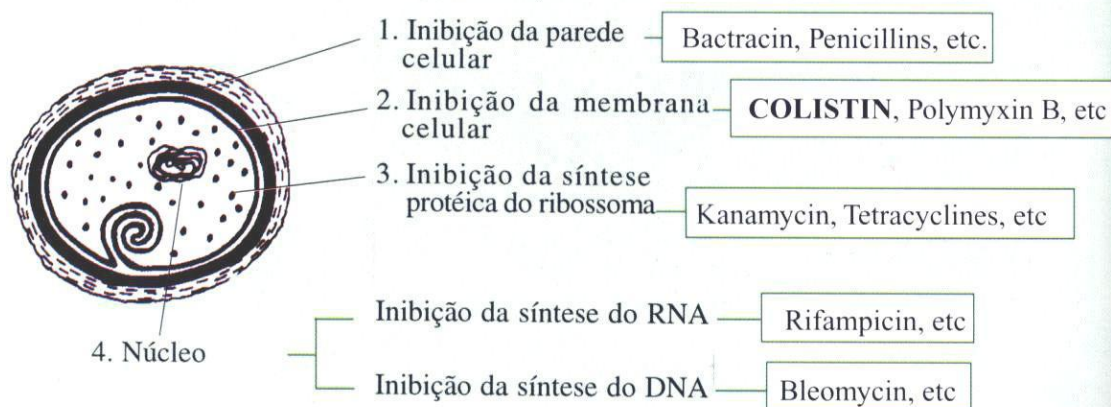 1. Inibição da parede celular
Bactracin, Penicillins, etc.
2. Inibição da membrana celular
COLISTIN, Polymyxin B, etc
3. Inibição da síntese protéica do ribossoma
Kanamycin, Tetracyclines, etc
4. Núcleo
Inibição da síntese do RNA
Rifampicin, etc
Inibição da síntese do DNA
Bleomycin, etc